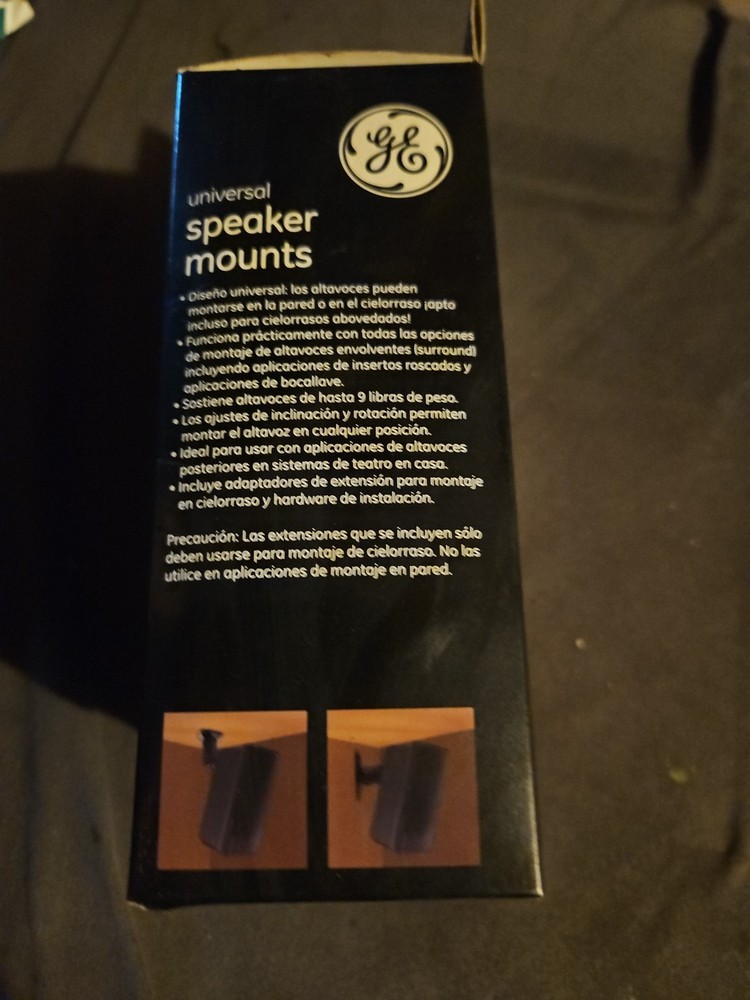 GE
universal
speaker
mounts
• Diseño universal: los altavoces pueden
montarse en la pared o en el cielorraso ¡apto
incluso para cielorrasos abovedados!
• Funciona prácticamente con todas las opciones
de montaje de altavoces envolventes (surround)
incluyendo aplicaciones de insertos roscados y
aplicaciones de bocallave.
• Sostiene altavoces de hasta 9 libras de peso.
• Los ajustes de inclinación y rotación permiten
montar el altavoz en cualquier posición.
• Ideal para usar con aplicaciones de altavoces
posteriores en sistemas de teatro en casa.
• Incluye adaptadores de extensión para montaje
en cielorraso y hardware de instalación.
Precaución: Las extensiones que se incluyen sólo
deben usarse para montaje de cielorraso. No las
utilice en aplicaciones de montaje en pared.